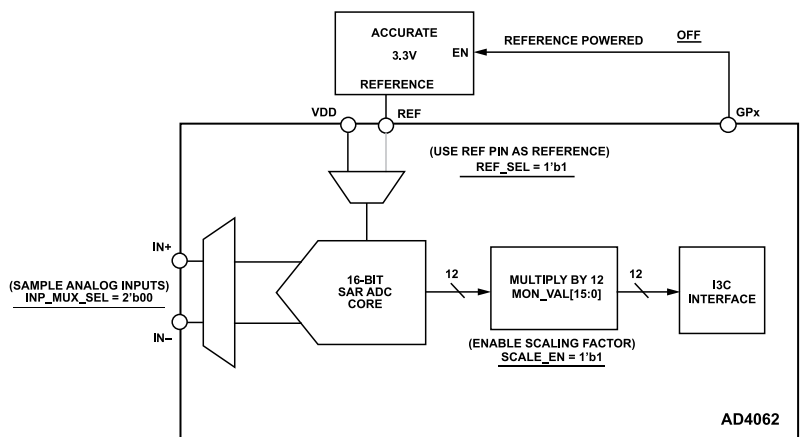 ACCURATE
3.3V
EN
REFERENCE
REFERENCE POWERED OFF
VDD
REF
GPx
(USE REF PIN AS REFERENCE)
REF_SEL = 1'b1
IN+
(SAMPLE ANALOG INPUTS)
INP_MUX_SEL = 2'b00
IN–
16-BIT
SAR ADC
CORE
12
MULTIPLY BY 12
MON_VAL[15:0]
12
I3C
INTERFACE
(ENABLE SCALING FACTOR)
SCALE_EN = 1'b1
AD4062